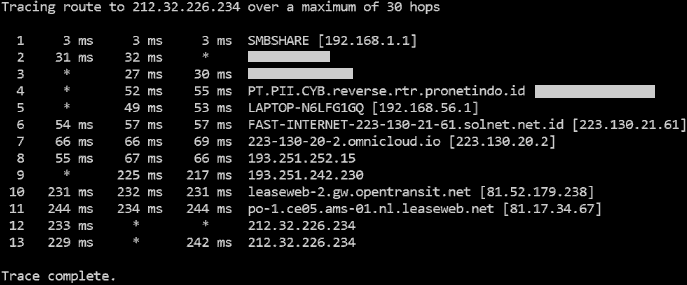 Tracing route to 212.32.226.234 over a maximum of 30 hops
1 3 ms 3 ms 3 ms SMBSHARE [192.168.1.1]
2 31 ms 32 ms *
3 * 27 ms 30 ms
4 * 52 ms 55 ms PT.PII.CYB.reverse.rtr.pronetindo.id
5 * 49 ms 53 ms LAPTOP-N6LFG1GQ [192.168.56.1]
6 54 ms 57 ms 57 ms FAST-INTERNET-223-130-21-61.solnet.net.id [223.130.21.61]
7 66 ms 66 ms 69 ms 223-130-20-2.omnicloud.io [223.130.20.2]
8 55 ms 67 ms 66 ms 193.251.252.15
9 * 225 ms 217 ms 193.251.242.230
10 231 ms 232 ms 231 ms leaseweb-2.gw.opentransit.net [81.52.179.238]
11 244 ms 234 ms 244 ms po-1.ce05.ams-01.nl.leaseweb.net [81.17.34.67]
12 233 ms * * 212.32.226.234
13 229 ms * 242 ms 212.32.226.234
Trace complete.